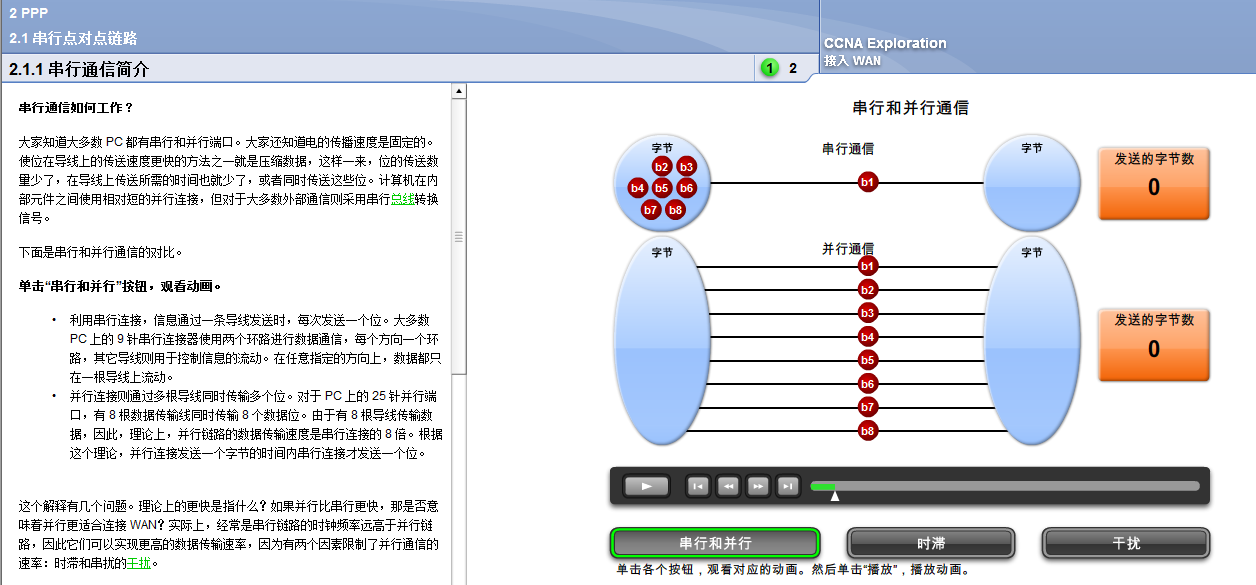 2 PPP
2.1 串行点对点链路
CCNA Exploration
接入 WAN
2.1.1 串行通信简介
1 2
串行通信如何工作？
大家知道大多数 PC 都有串行和并行端口。大家还知道电的传播速度是固定的。
使位在导线上的传送速度更快的方法之一就是压缩数据，这样一来，位的传送数
量少了，在导线上传送所需的时间也就少了，或者同时传送这些位。计算机在内
部元件之间使用相对短的并行连接，但对于大多数外部通信则采用串行总线转换
信号。
下面是串行和并行通信的对比。
单击“串行和并行”按钮，观看动画。
• 利用串行连接，信息通过一条导线发送时，每次发送一个位。大多数
PC 上的 9 针串行连接器使用两个环路进行数据通信，每个方向一个环
路，其它导线则用于控制信息的流动。在任意指定的方向上，数据都只
在一根导线上流动。
• 并行连接则通过多根导线同时传输多个位。对于 PC 上的 25 针并行端
口，有 8 根数据传输线同时传输 8 个数据位。由于有 8 根导线传输数
据，因此，理论上，并行链路的数据传输速度是串行连接的 8 倍。根据
这个理论，并行连接发送一个字节的时间内串行连接才发送一个位。
这个解释有几个问题。理论上的更快是指什么？如果并行比串行更快，那是否意
味着并行更适合连接 WAN？实际上，经常是串行链路的时钟频率远高于并行链
路，因此它们可以实现更高的数据传输速率，因为有两个因素限制了并行通信的
速率：时滞和串扰的干扰。
串行和并行通信
字节
串行通信
字节
b2 b3
b4 b5 b6
b7 b8
b1
发送的字节数
0
字节
并行通信
字节
b1
b2
b3
b4
b5
b6
b7
b8
发送的字节数
0
串行和并行
时滞
干扰
单击各个按钮，观看对应的动画。然后单击“播放”，播放动画。